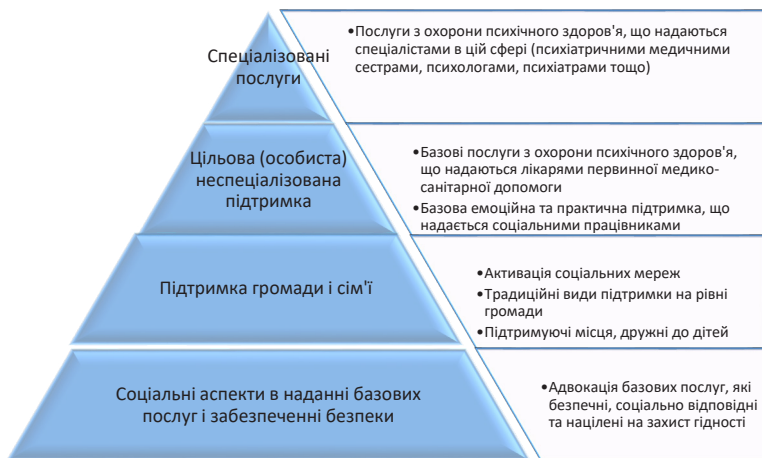 Спеціалізовані
послуги
•Послуги з охорони психічного здоров'я, що надаються
спеціалістами в цій сфері (психіатричними медичними
сестрами, психологами, психіатрами тощо)
Цільова (особиста)
неспеціалізована
підтримка
•Базові послуги з охорони психічного здоров'я,
що надаються лікарями первинної медико-
санітарної допомоги
•Базова емоційна та практична підтримка, що
надається соціальними працівниками
Підтримка громади і сім'ї
•Активація соціальних мереж
•Традиційні види підтримки на рівні
громади
•Підтримуючі місця, дружні до дітей
Соціальні аспекти в наданні базових
послуг і забезпеченні безпеки
•Адвокація базових послуг, які
безпечні, соціально відповідні
та націлені на захист гідності